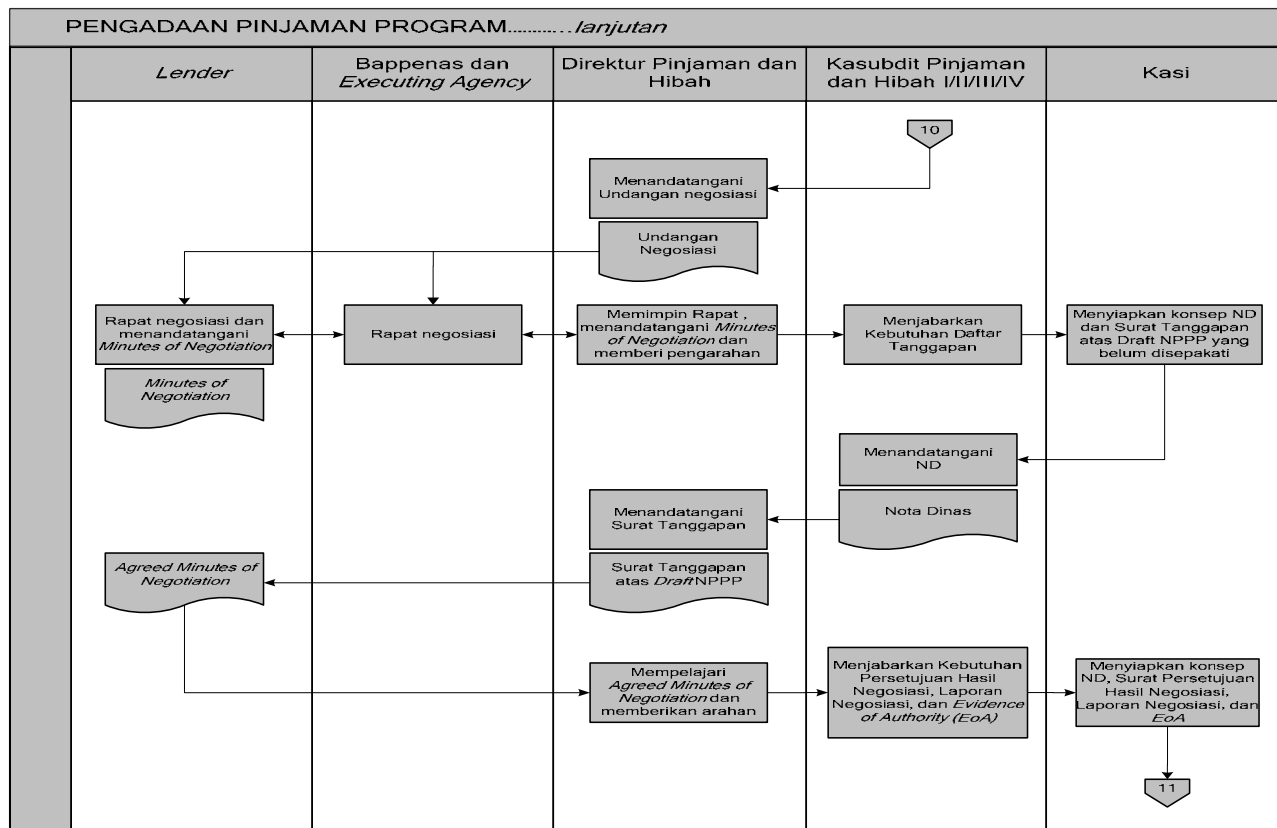 PENGADAAN PINJAMAN PROGRAM...........lanjutan
Lender
Bappenas dan
Executing Agency
Direktur Pinjaman dan
Hibah
Kasubdit Pinjaman
dan Hibah I/II/III/IV
Kasi
10
Menandatangani
Undangan negosiasi
Undangan
Negosiasi
Rapat negosiasi dan
menandatangani
Minutes of Negotiation
Rapat negosiasi
Memimpin Rapat ,
menandatangani Minutes
of Negotiation dan
memberi pengarahan
Menjabarkan
Kebutuhan Daftar
Tanggapan
Menyiapkan konsep ND
dan Surat Tanggapan
atas Draft NPPP yang
belum disepakati
Minutes of
Negotiation
Menandatangani
ND
Nota Dinas
Menandatangani
Surat Tanggapan
Surat Tanggapan
atas Draft NPPP
Agreed Minutes of
Negotiation
Mempelajari
Agreed Minutes of
Negotiation dan
memberikan arahan
Menjabarkan Kebutuhan
Persetujuan Hasil
Negosiasi, Laporan
Negosiasi, dan Evidence
of Authority (EoA)
Menyiapkan konsep
ND, Surat Persetujuan
Hasil Negosiasi,
Laporan Negosiasi, dan
EoA
11